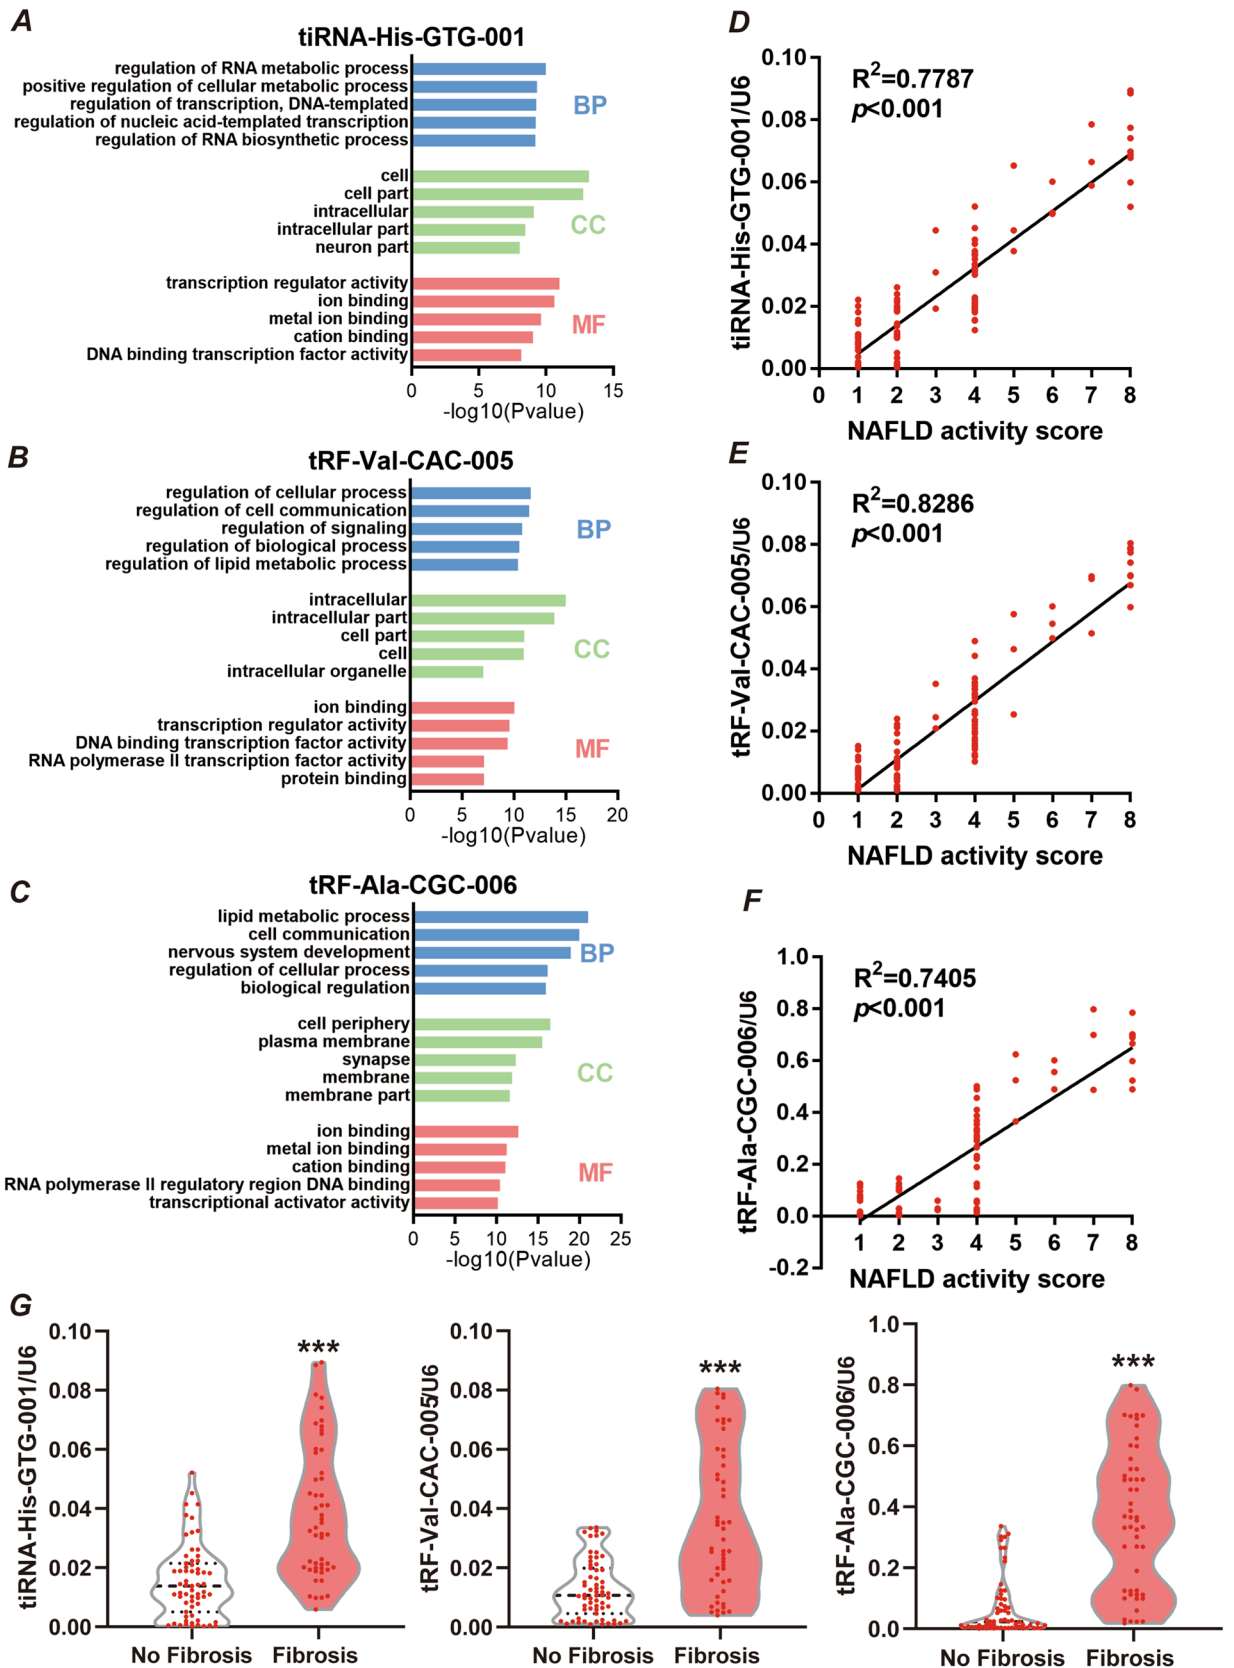 A
tiRNA-His-GTG-001
regulation of RNA metabolic process
positive regulation of cellular metabolic process
regulation of transcription, DNA-templated
regulation of nucleic acid-templated transcription
regulation of RNA biosynthetic process
BP
cell
cell part
intracellular
intracellular part
neuron part
CC
transcription regulator activity
ion binding
metal ion binding
cation binding
DNA binding transcription factor activity
MF
0 5 10 15
-log10(Pvalue)
B
tRF-Val-CAC-005
regulation of cellular process
regulation of cell communication
regulation of signaling
regulation of biological process
regulation of lipid metabolic process
BP
intracellular
intracellular part
cell part
cell
intracellular organelle
CC
ion binding
transcription regulator activity
DNA binding transcription factor activity
RNA polymerase II transcription factor activity
protein binding
MF
0 5 10 15 20
-log10(Pvalue)
C
tRF-Ala-CGC-006
lipid metabolic process
cell communication
nervous system development
regulation of cellular process
biological regulation
BP
cell periphery
plasma membrane
synapse
membrane
membrane part
CC
ion binding
metal ion binding
cation binding
RNA polymerase II regulatory region DNA binding
transcriptional activator activity
MF
0 5 10 15 20 25
-log10(Pvalue)
D
tiRNA-His-GTG-001/U6
0.10
0.08
0.06
0.04
0.02
0.00
R²=0.7787
p<0.001
0 1 2 3 4 5 6 7 8
NAFLD activity score
E
tRF-Val-CAC-005/U6
0.10
0.08
0.06
0.04
0.02
0.00
R²=0.8286
p<0.001
0 1 2 3 4 5 6 7 8
NAFLD activity score
F
tRF-Ala-CGC-006/U6
1.0
0.8
0.6
0.4
0.2
0.0
-0.2
R²=0.7405
p<0.001
1 2 3 4 5 6 7 8
NAFLD activity score
G
tiRNA-His-GTG-001/U6
0.10
0.08
0.06
0.04
0.02
0.00
***
No Fibrosis Fibrosis
tRF-Val-CAC-005/U6
0.10
0.08
0.06
0.04
0.02
0.00
***
No Fibrosis Fibrosis
tRF-Ala-CGC-006/U6
1.0
0.8
0.6
0.4
0.2
0.0
***
No Fibrosis Fibrosis